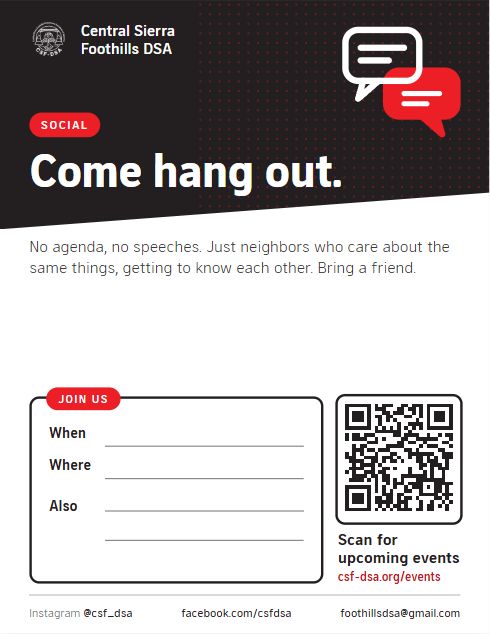 Central Sierra
Foothills DSA
CSF-DSA
SOCIAL
Come hang out.
No agenda, no speeches. Just neighbors who care about the
same things, getting to know each other. Bring a friend.
JOIN US
When
Where
Also
Scan for
upcoming events
csf-dsa.org/events
Instagram @csf_dsa
facebook.com/csfdsa
foothillsdsa@gmail.com